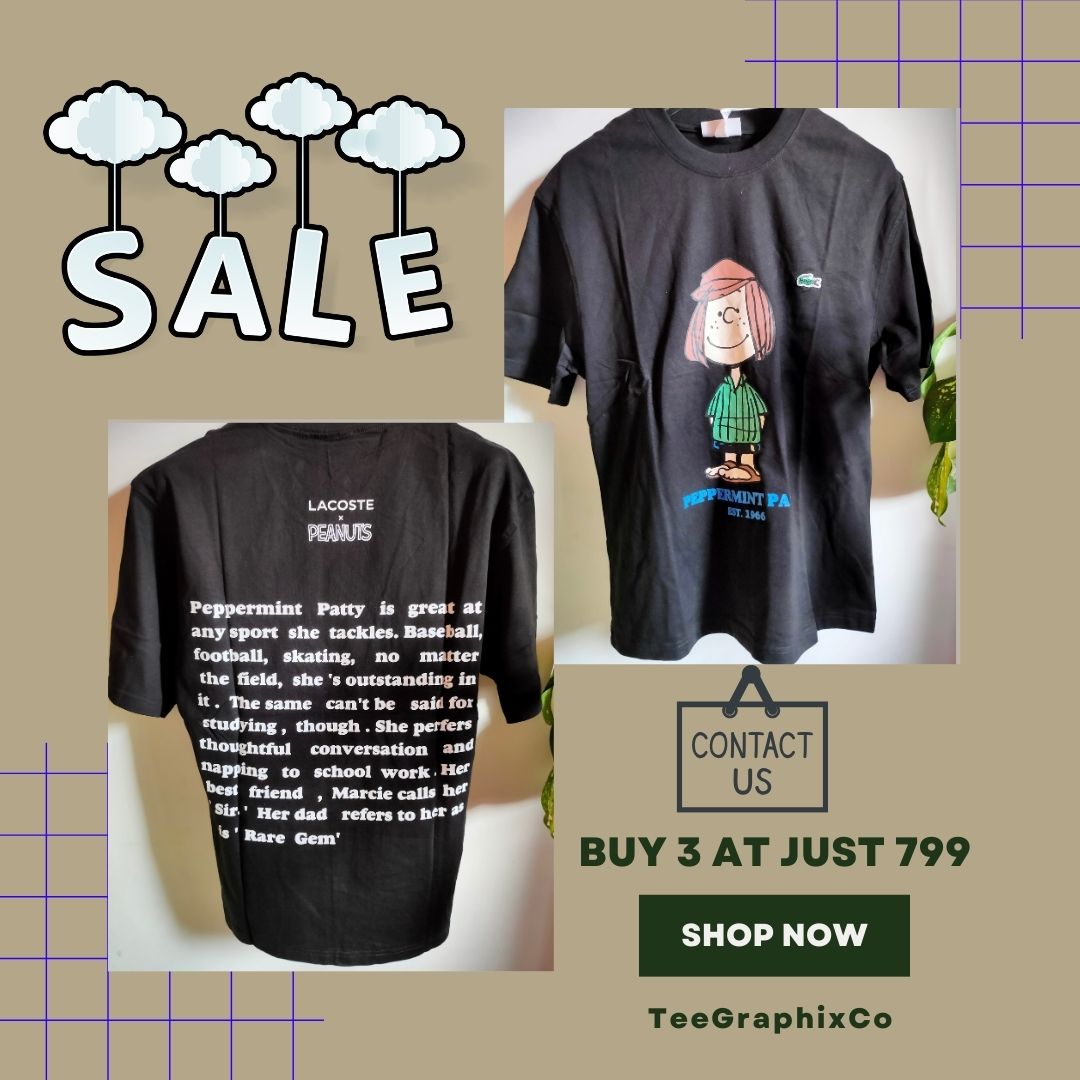 SALE
PEPPERMINT PA
EST. 1966
LACOSTE
x
PEANUTS
Peppermint Patty is great at
any sport she tackles. Baseball,
football, skating, no matter
the field, she 's outstanding in
it . The same can't be said for
studying , though . She perfers
thoughtful conversation and
napping to school work . Her
best friend , Marcie calls her
' Sir.' Her dad refers to her as
is ' Rare Gem'
CONTACT
US
BUY 3 AT JUST 799
SHOP NOW
TeeGraphixCo